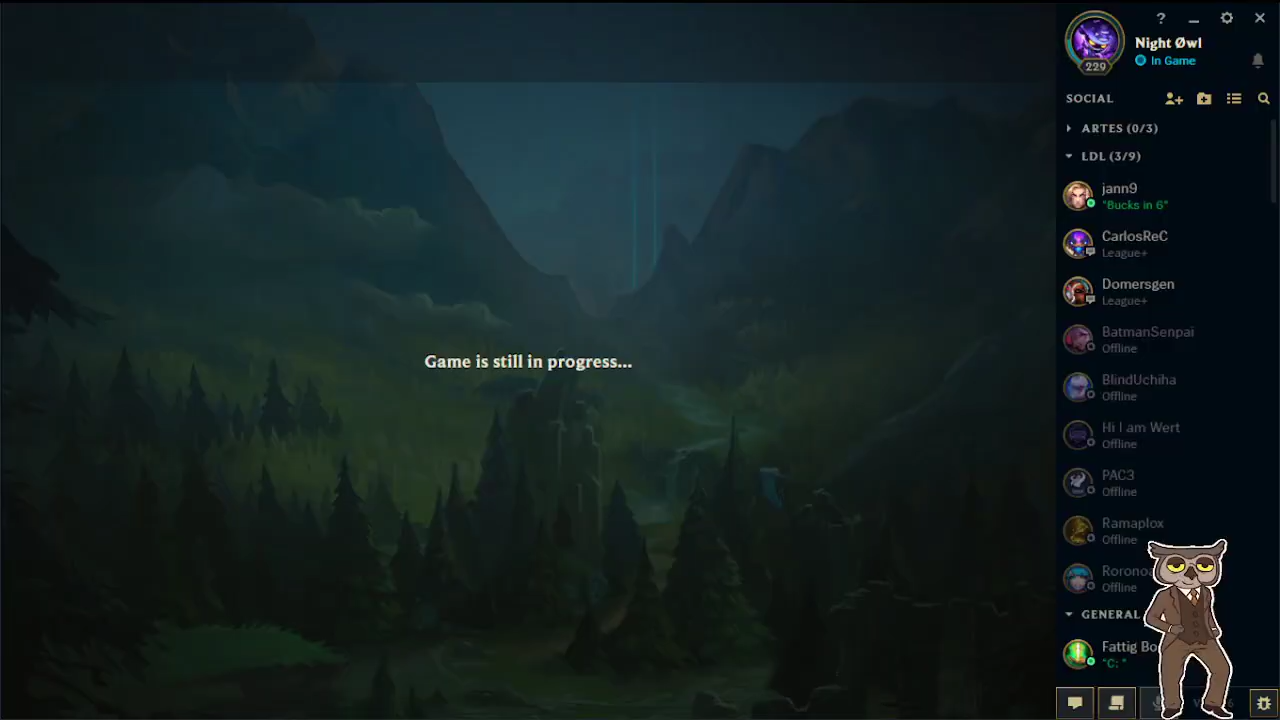 Night Øwl
229
In Game
SOCIAL
ARTES (0/3)
LDL (3/9)
jann9
"Bucks in 6"
CarlosReC
League+
Domersgen
League+
Game is still in progress...
BatmanSenpai
Offline
BlindUchiha
Offline
Hi I am Wert
Offline
PAC3
Offline
Ramaplox
Offline
Offline
GENERAL
Fattig
"C: "